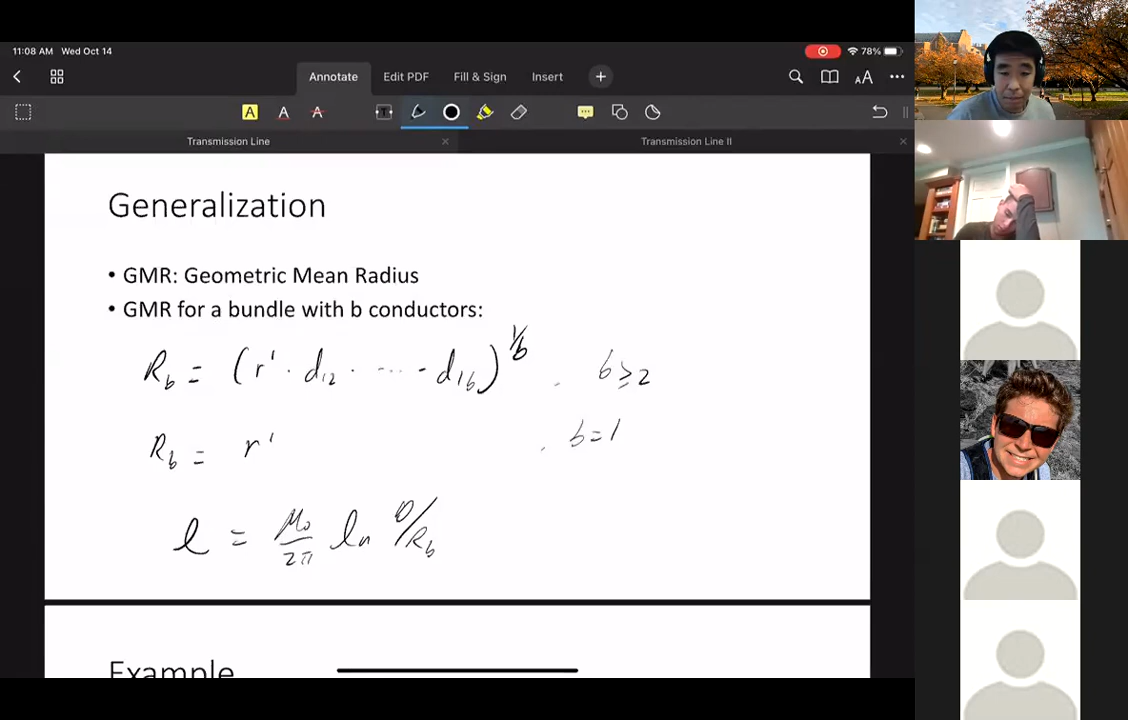 11:08 AM Wed Oct 14
78%
Annotate Edit PDF Fill & Sign Insert
Transmission Line
Transmission Line II
Generalization
• GMR: Geometric Mean Radius
• GMR for a bundle with b conductors:
R_b = (r' · d_12 · ···· · d_1b)^1/b , b ≥ 2
R_b = r' , b = 1
l = μ_0/2π ln D/R_b
Example